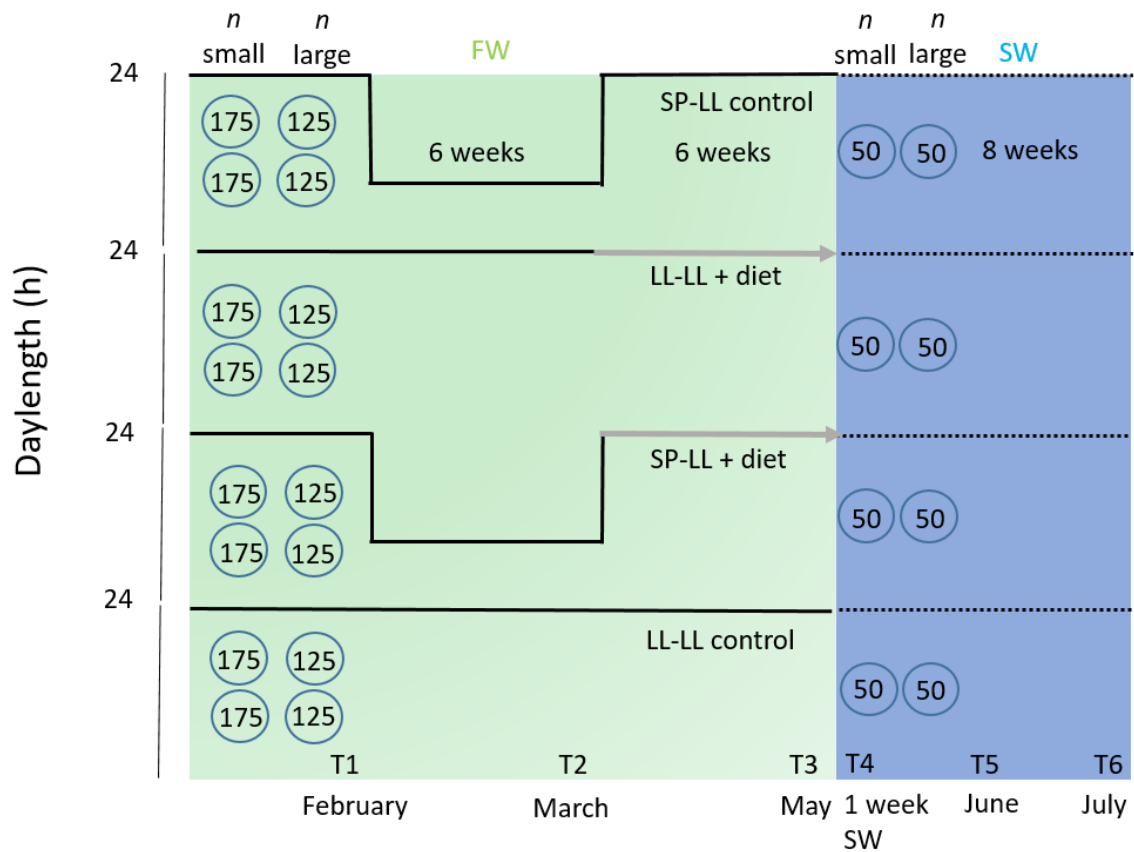 n n n n
small large FW small large SW
24
SP-LL control
175 125
6 weeks 6 weeks 50 50 8 weeks
175 125
24
LL-LL + diet
175 125
50 50
175 125
Daylength (h)
24
SP-LL + diet
175 125
50 50
175 125
24
LL-LL control
175 125
50 50
175 125
T1 T2 T3 T4 T5 T6
February March May 1 week June July
SW